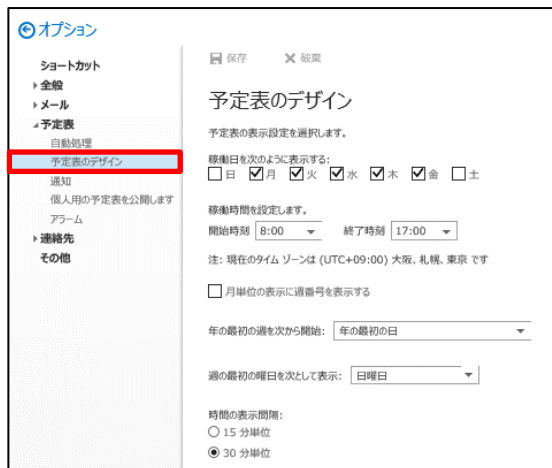 オプション
ショートカット
全般
メール
予定表
自動処理
予定表のデザイン
通知
個人用の予定表を公開します
アラーム
連絡先
その他
保存 破棄
予定表のデザイン
予定表の表示設定を選択します。
稼働日を次のように表示する:
日 月 火 水 木 金 土
稼働時間を設定します。
開始時刻 8:00 終了時刻 17:00
注: 現在のタイム ゾーンは (UTC+09:00) 大阪、札幌、東京 です
月単位の表示に週番号を表示する
年の最初の週を次から開始: 年の最初の日
週の最初の曜日を次として表示: 日曜日
時間の表示間隔:
15 分単位
30 分単位